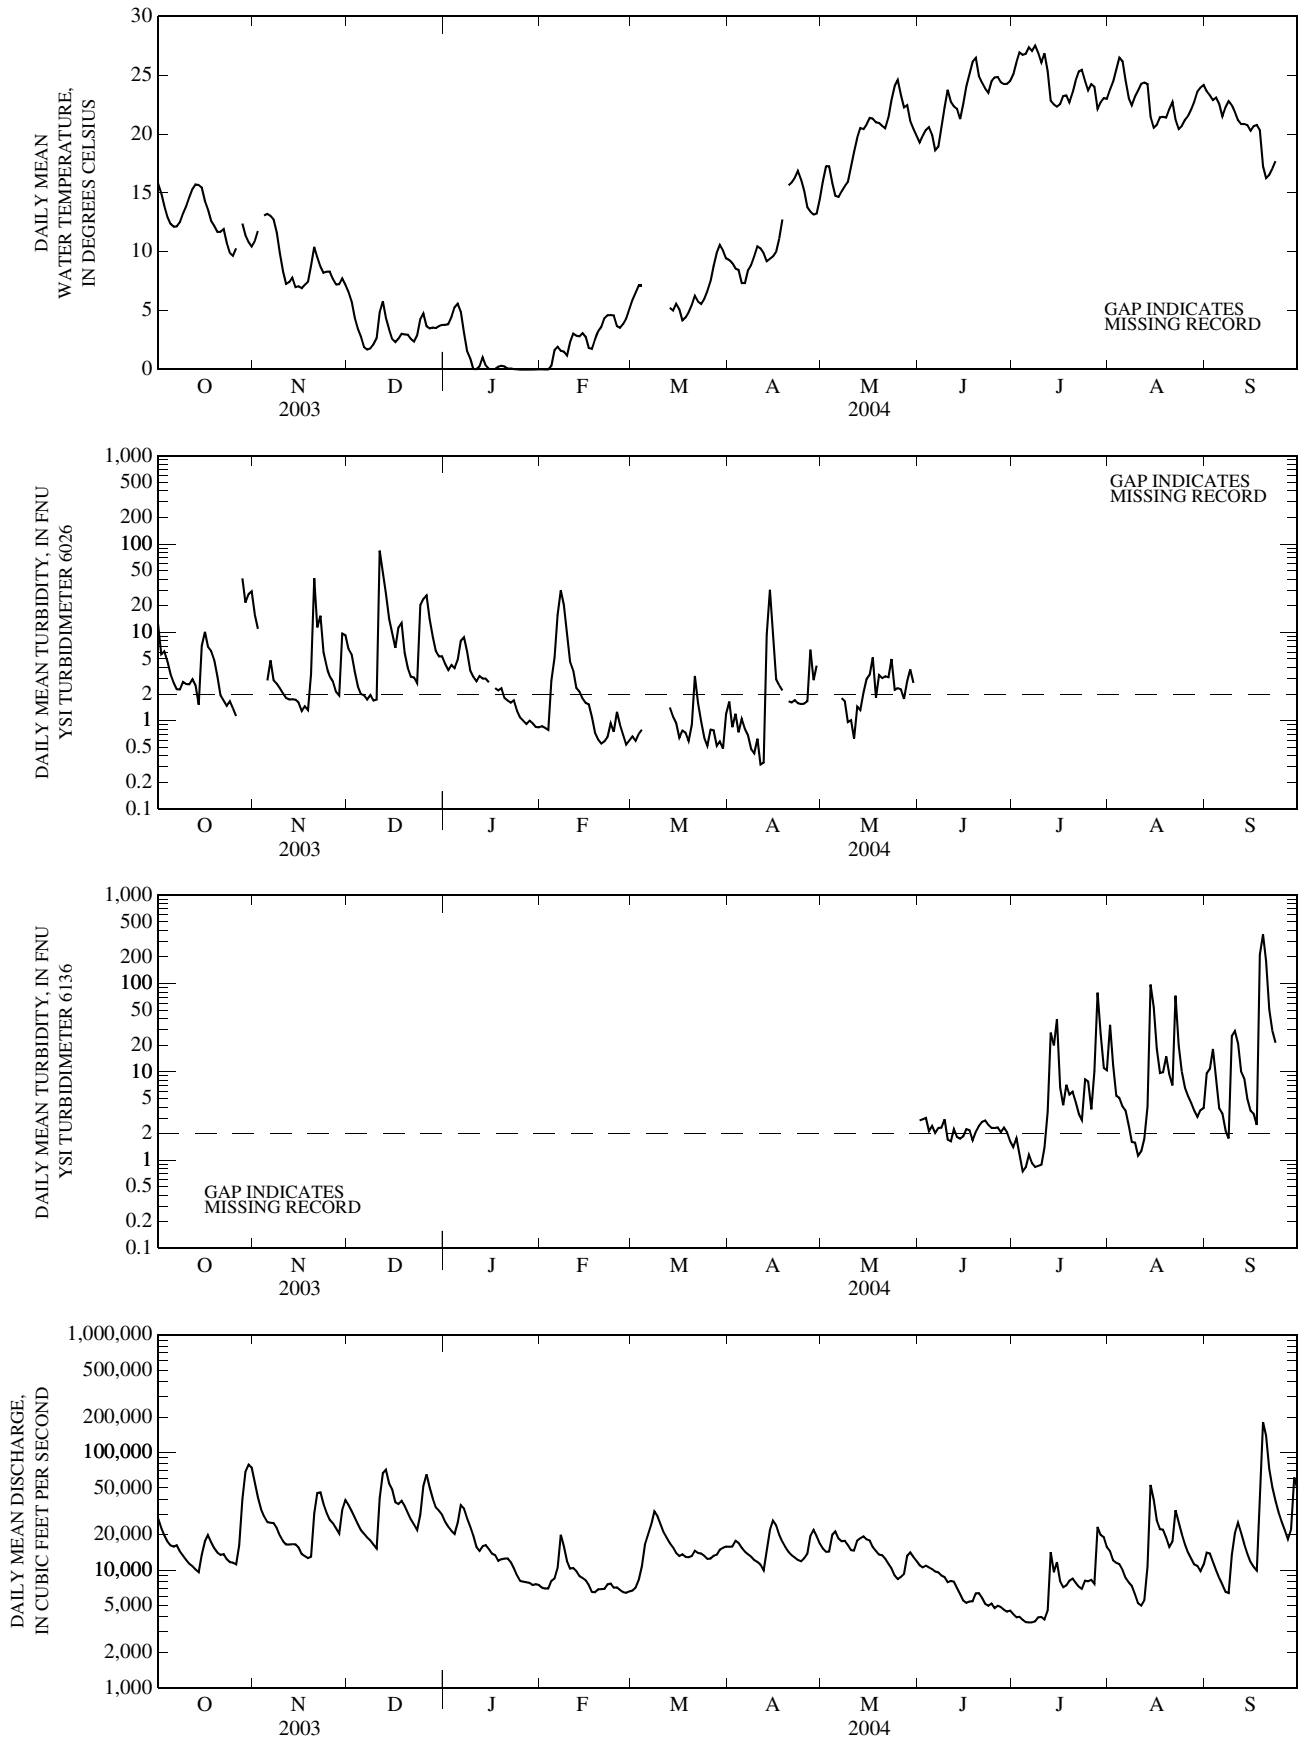 DAILY MEAN
WATER TEMPERATURE,
IN DEGREES CELSIUS
30
25
20
15
10
5
0
GAP INDICATES
MISSING RECORD
O N D J F M A M J J A S
2003 2004
DAILY MEAN TURBIDITY, IN FNU
YSI TURBIDIMETER 6026
1,000
500
200
100
50
20
10
5
2
1
0.5
0.2
0.1
GAP INDICATES
MISSING RECORD
O N D J F M A M J J A S
2003 2004
DAILY MEAN TURBIDITY, IN FNU
YSI TURBIDIMETER 6136
1,000
500
200
100
50
20
10
5
2
1
0.5
0.2
0.1
GAP INDICATES
MISSING RECORD
O N D J F M A M J J A S
2003 2004
DAILY MEAN DISCHARGE,
IN CUBIC FEET PER SECOND
1,000,000
500,000
200,000
100,000
50,000
20,000
10,000
5,000
2,000
1,000
O N D J F M A M J J A S
2003 2004